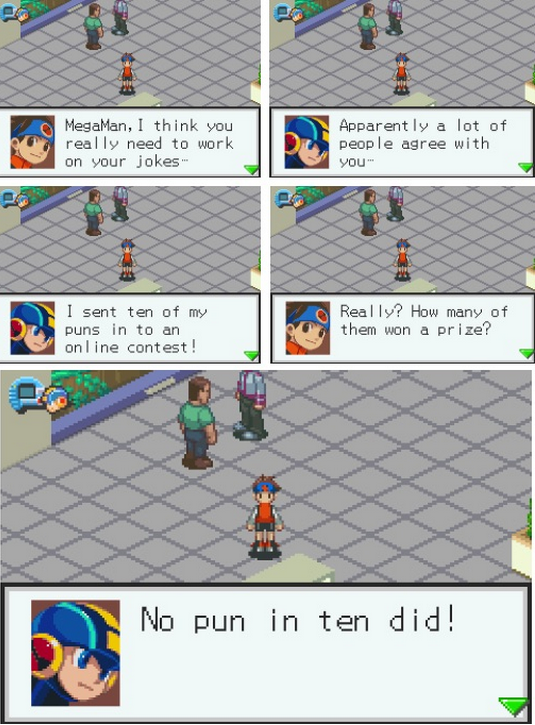 MegaMan,I think you
really need to work
on your jokes…
Apparently a lot of
people agree with
you…
I sent ten of my
puns in to an
online contest!
Really? How many of
them won a prize?
No pun in ten did!